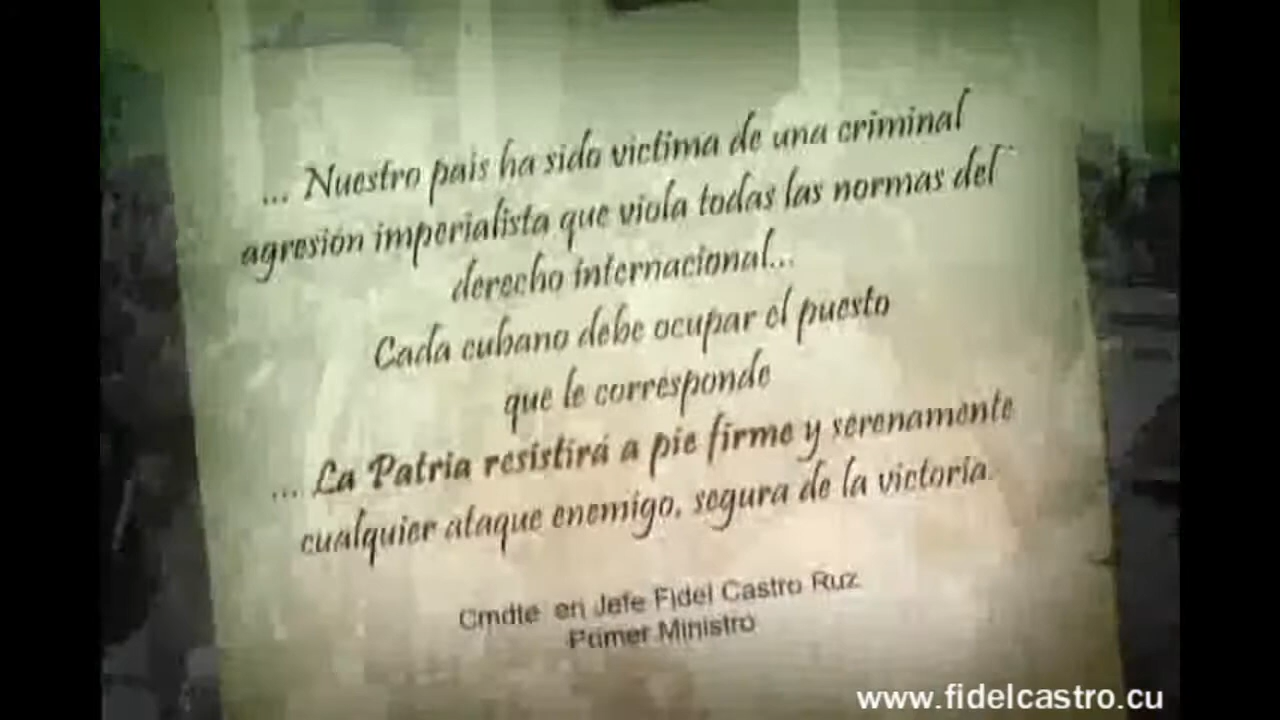 ... Nuestro pais ha sido victima de una criminal
agresión imperialista que viola todas las normas del
derecho internacional...
Cada cubano debe ocupar el puesto
que le corresponde
... La Patria resistirá a pie firme y serenamente
cualquier ataque enemigo, segura de la victoria.
Cmdte en Jefe Fidel Castro Ruz
Primer Ministro
www.fidelcastro.cu